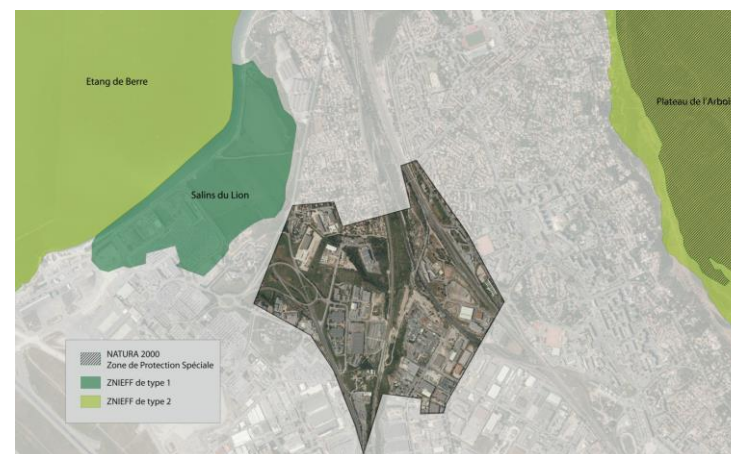 Etang de Berre
Plateau de l'Arbois
Salins du Lion
NATURA 2000
Zone de Protection Spéciale
ZNIEFF de type 1
ZNIEFF de type 2